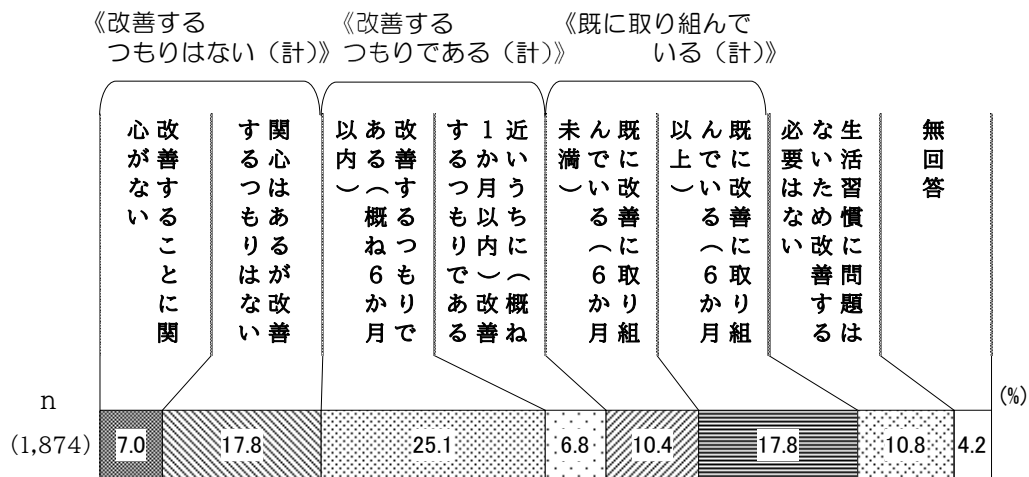 《改善する
つもりはない（計）》
《改善する
つもりである（計）》
《既に取り組んで
いる（計）》
改善することに関
心がない
関心はあるが改善
するつもりはない
改善するつもりで
ある（概ね６か月
以内）
近いうちに（概ね
１か月以内）改善
するつもりである
既に改善に取り組
んでいる（６か月
未満）
既に改善に取り組
んでいる（６か月
以上）
生活習慣に問題は
ないため改善する
必要はない
無回答
n
(%)
(1,874)
7.0
17.8
25.1
6.8
10.4
17.8
10.8
4.2